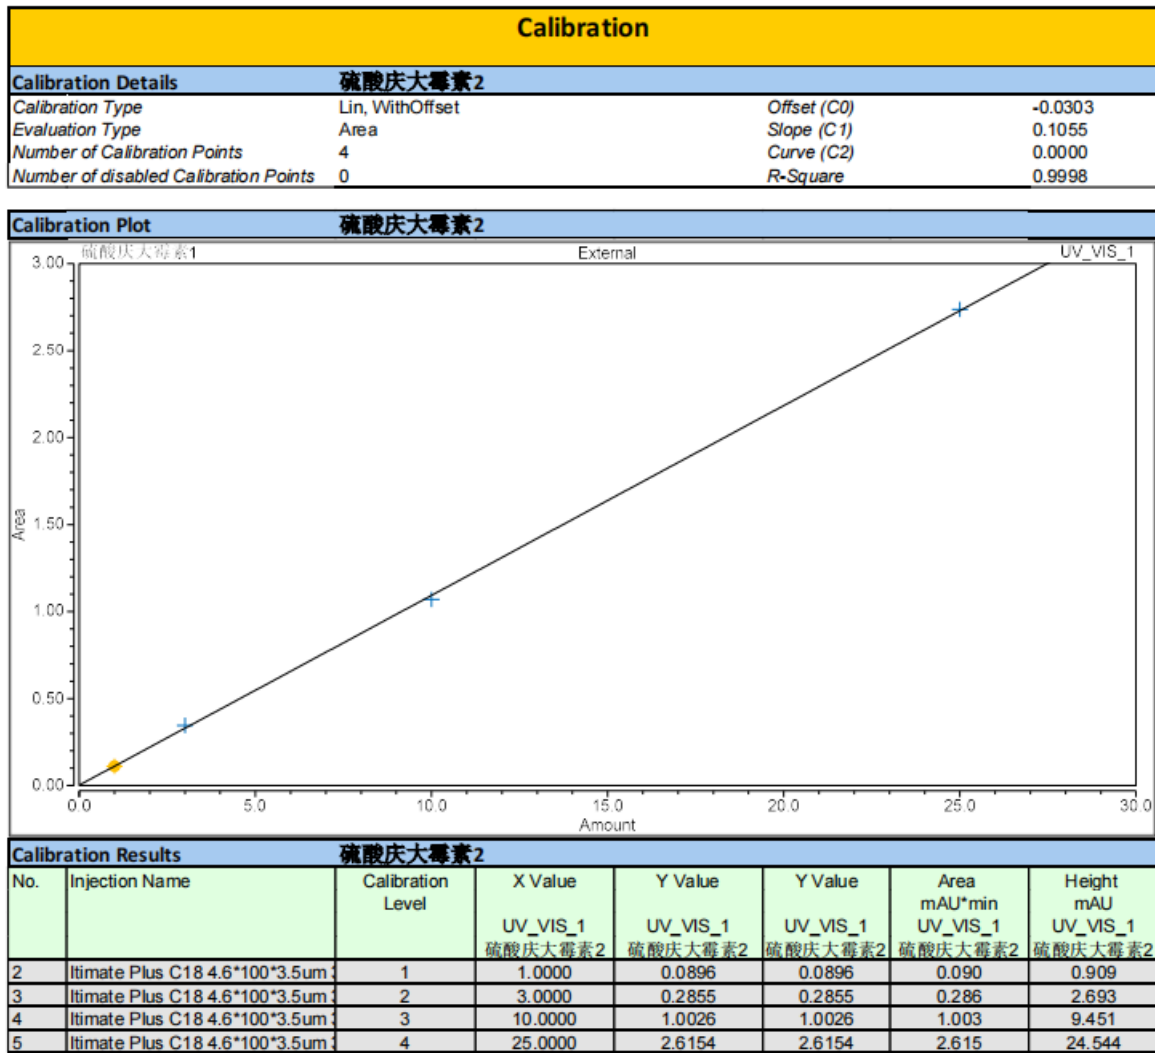 Calibration
Calibration Details 硫酸庆大霉素2
Calibration Type Lin, WithOffset Offset (C0) -0.0303
Evaluation Type Area Slope (C1) 0.1055
Number of Calibration Points 4 Curve (C2) 0.0000
Number of disabled Calibration Points 0 R-Square 0.9998
Calibration Plot 硫酸庆大霉素2
硫酸庆大霉素1 External UV_VIS_1
3.00
2.50
2.00
1.50
1.00
0.50
0.00
Area
0.0 5.0 10.0 15.0 20.0 25.0 30.0
Amount
Calibration Results 硫酸庆大霉素2
No. Injection Name Calibration X Value Y Value Y Value Area Height
Level mAU*min mAU
UV_VIS_1 UV_VIS_1 UV_VIS_1 UV_VIS_1 UV_VIS_1
硫酸庆大霉素2 硫酸庆大霉素2 硫酸庆大霉素2 硫酸庆大霉素2 硫酸庆大霉素2
2 ltimate Plus C18 4.6*100*3.5um 1 1.0000 0.0896 0.0896 0.090 0.909
3 ltimate Plus C18 4.6*100*3.5um 2 3.0000 0.2855 0.2855 0.286 2.693
4 ltimate Plus C18 4.6*100*3.5um 3 10.0000 1.0026 1.0026 1.003 9.451
5 ltimate Plus C18 4.6*100*3.5um 4 25.0000 2.6154 2.6154 2.615 24.544